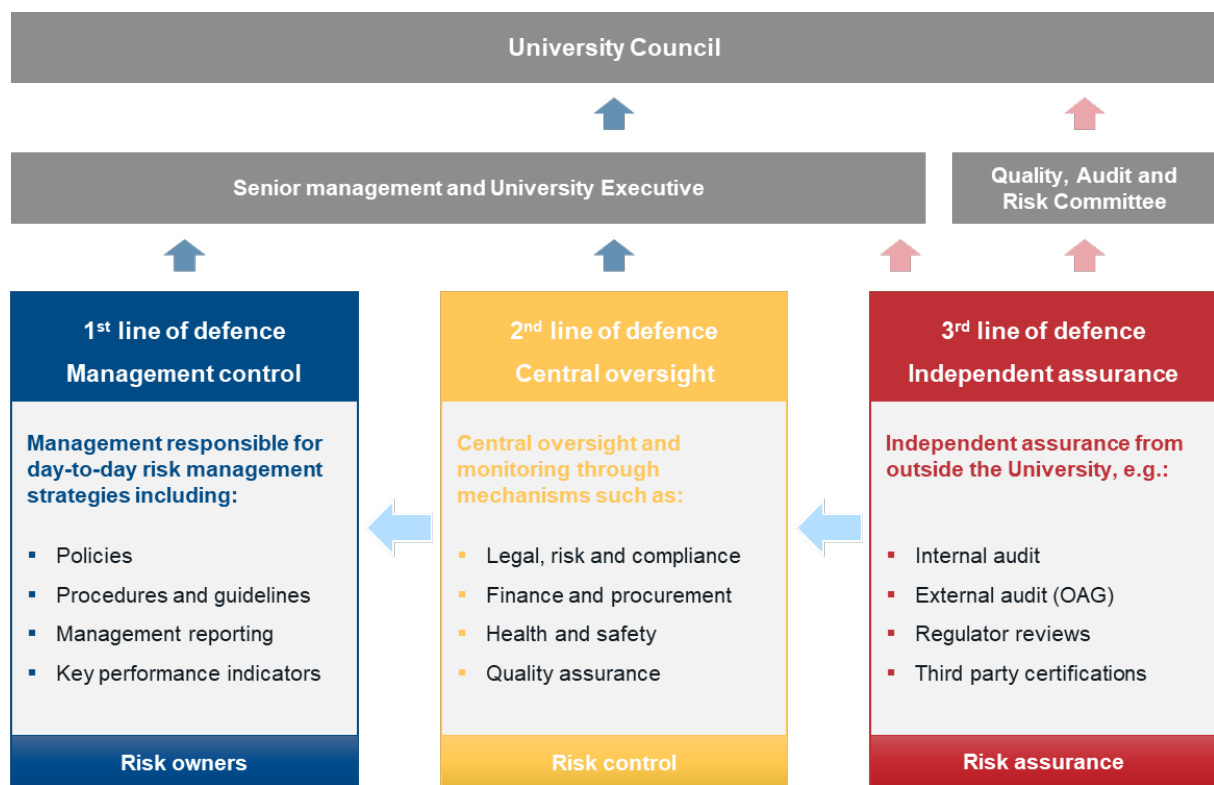 University Council
Senior management and University Executive
Quality, Audit and
Risk Committee
1st line of defence
Management control
Management responsible for
day-to-day risk management
strategies including:
▪ Policies
▪ Procedures and guidelines
▪ Management reporting
▪ Key performance indicators
Risk owners
2nd line of defence
Central oversight
Central oversight and
monitoring through
mechanisms such as:
▪ Legal, risk and compliance
▪ Finance and procurement
▪ Health and safety
▪ Quality assurance
Risk control
3rd line of defence
Independent assurance
Independent assurance from
outside the University, e.g.:
▪ Internal audit
▪ External audit (OAG)
▪ Regulator reviews
▪ Third party certifications
Risk assurance